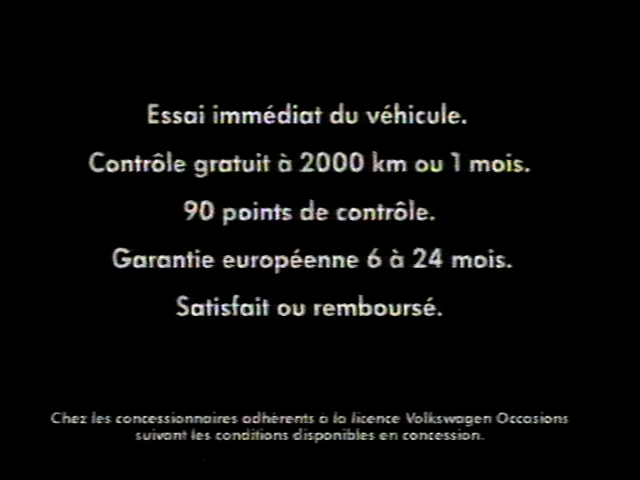 Essai immédiat du véhicule.
Contrôle gratuit à 2000 km ou 1 mois.
90 points de contrôle.
Garantie européenne 6 à 24 mois.
Satisfait ou remboursé.
Chez les concessionnaires adhérents à la licence Volkswagen Occasions
suivant les conditions disponibles en concession.